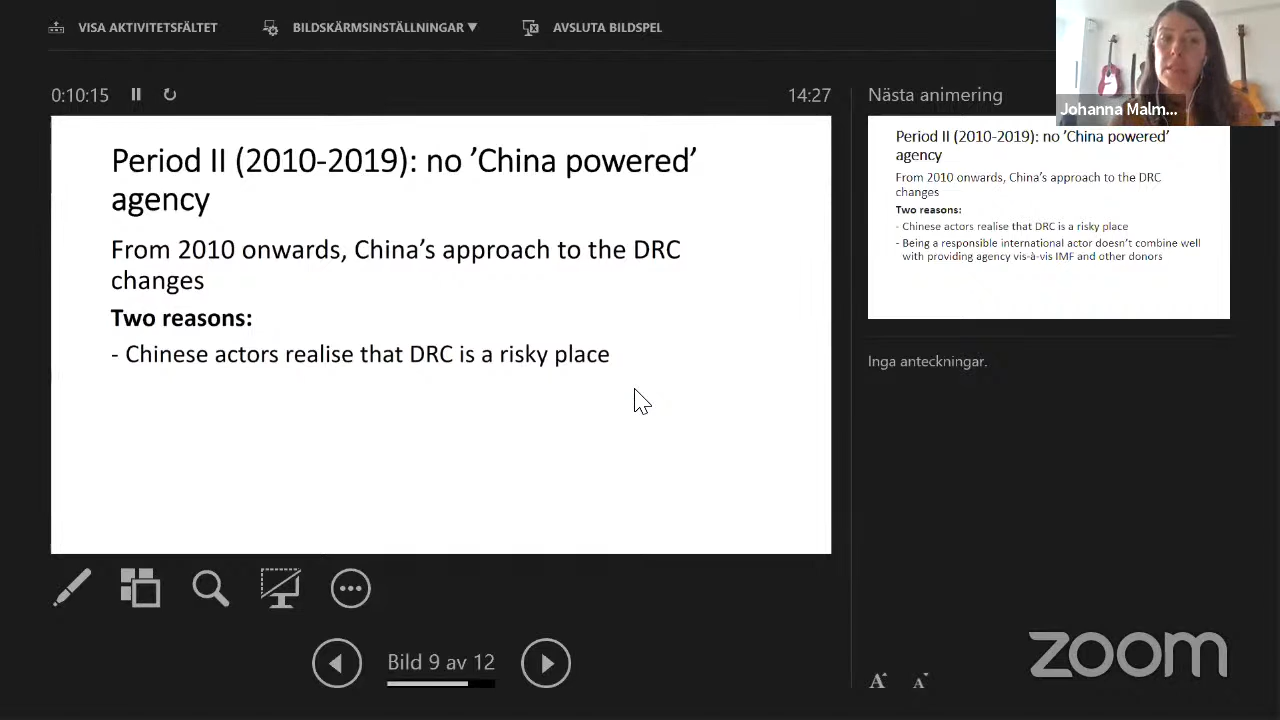 VISA AKTIVITETSFÄLTET
BILDSKÄRMSINSTÄLLNINGAR ▼
AVSLUTA BILDSPEL
0:10:15
14:27
Period II (2010-2019): no ’China powered’
agency
From 2010 onwards, China’s approach to the DRC
changes
Two reasons:
- Chinese actors realise that DRC is a risky place
Bild 9 av 12
Nästa animering
Johanna Malm...
Period II (2010-2019): no ’China powered’
agency
From 2010 onwards, China’s approach to the DRC
changes
Two reasons:
- Chinese actors realise that DRC is a risky place
- Being a responsible international actor doesn’t combine well
with providing agency vis-à-vis IMF and other donors
Inga anteckningar.
A A
zoom